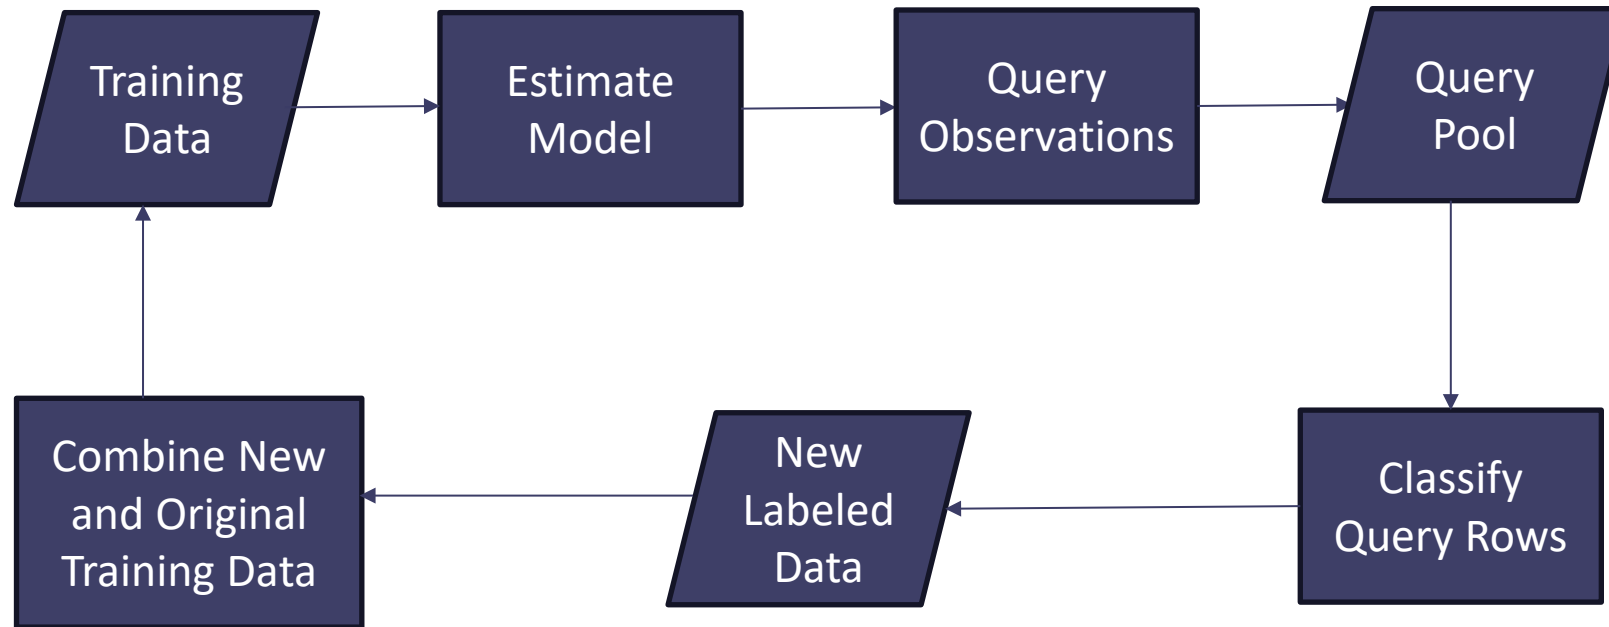 Training
Data
Estimate
Model
Query
Observations
Query
Pool
Classify
Query Rows
New
Labeled
Data
Combine New
and Original
Training Data